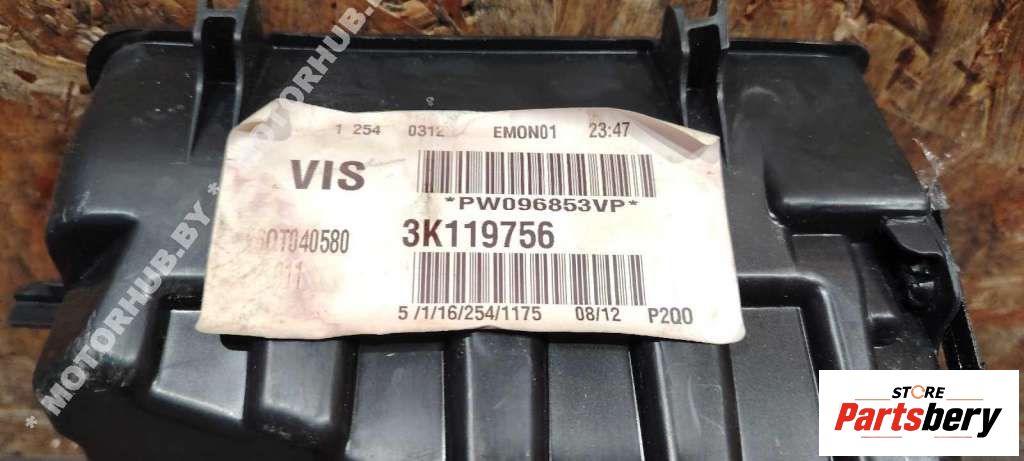 1 254 0312 EMON01 23:47
VIS
*PW096853VP*
3K119756
5 /1/16/254/1175 08/12 P2Q0
* MOTORHUB.BY * MOTORHUB.BY
STORE
Partsbery